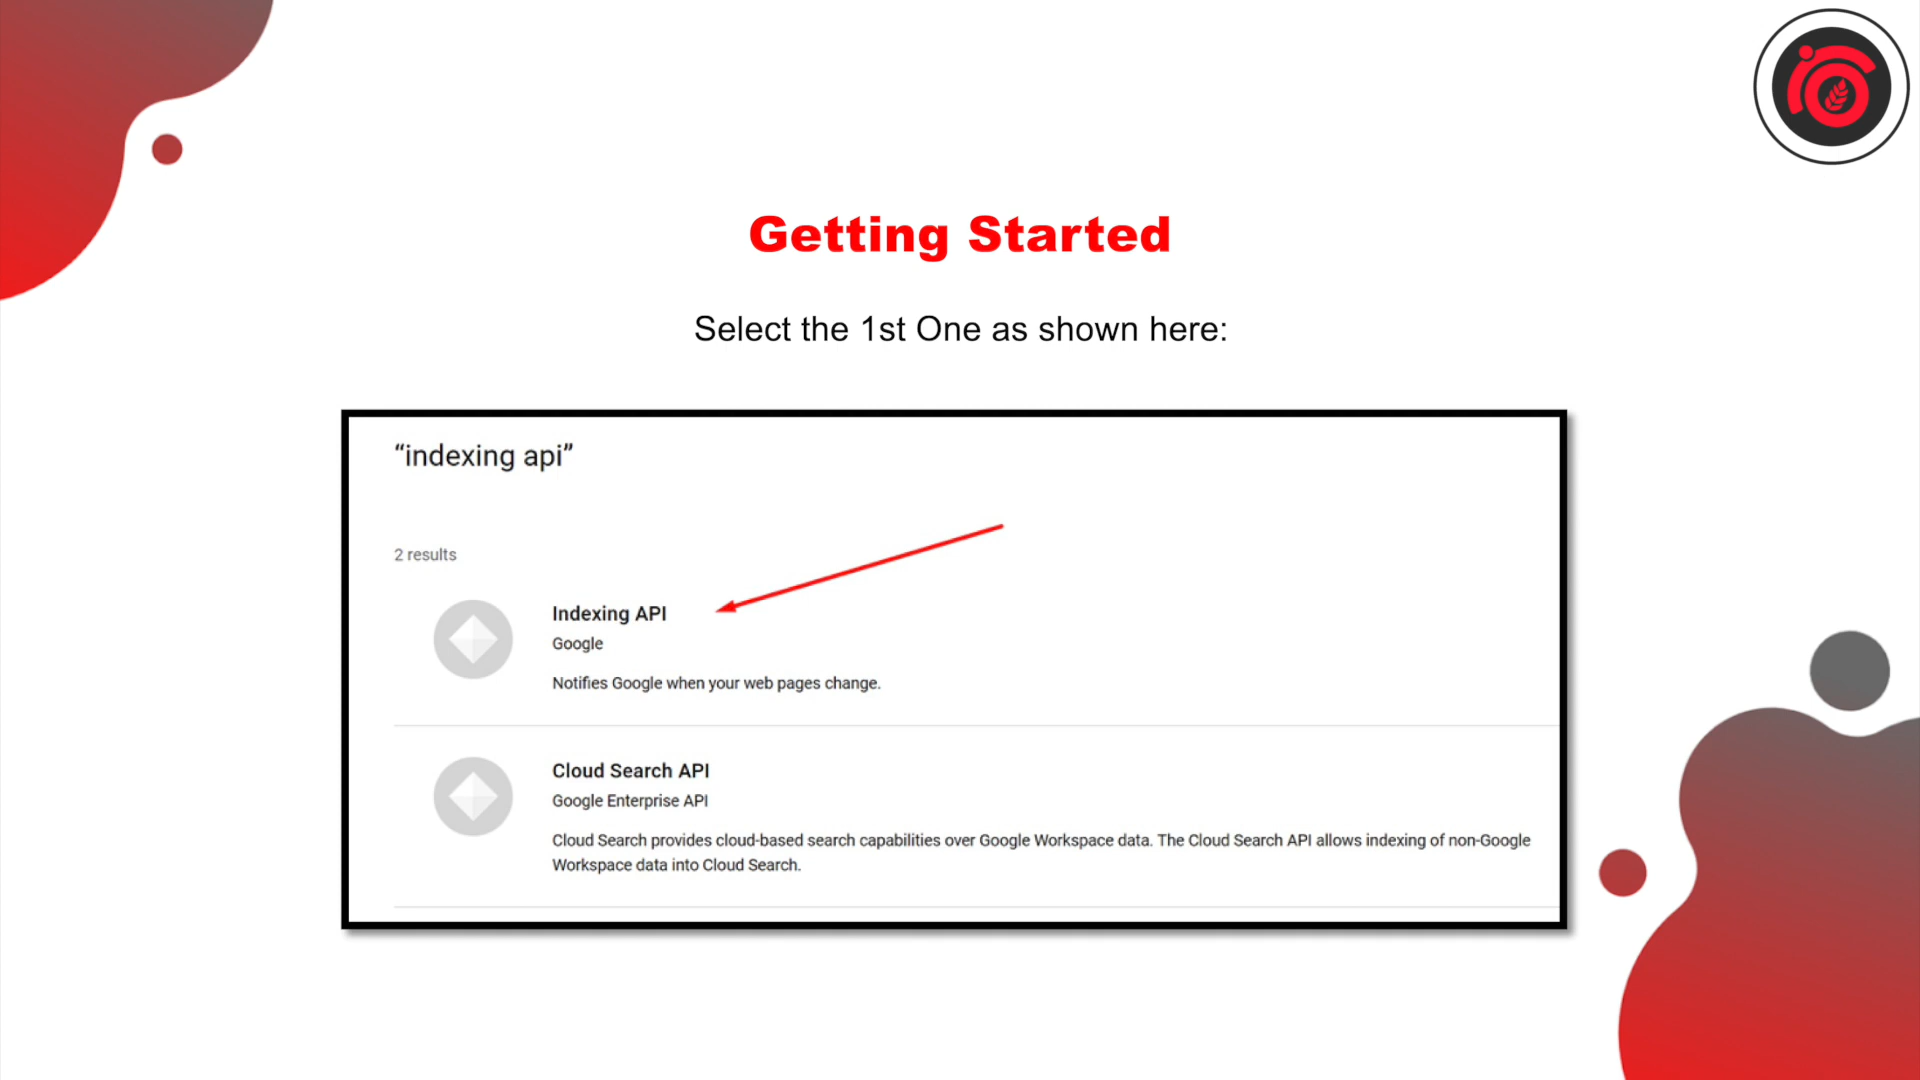 Getting Started
Select the 1st One as shown here:
“indexing api”
2 results
Indexing API
Google
Notifies Google when your web pages change.
Cloud Search API
Google Enterprise API
Cloud Search provides cloud-based search capabilities over Google Workspace data. The Cloud Search API allows indexing of non-Google
Workspace data into Cloud Search.